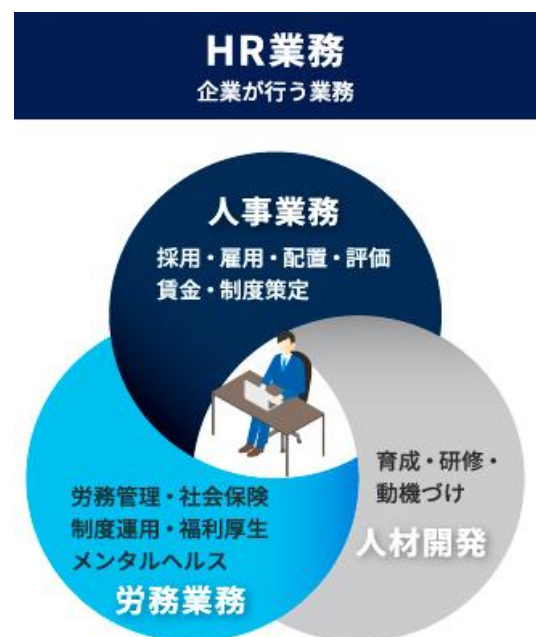 HR業務
企業が行う業務
人事業務
採用・雇用・配置・評価
賃金・制度策定
労務管理・社会保険
制度運用・福利厚生
メンタルヘルス
労務業務
育成・研修・
動機づけ
人材開発